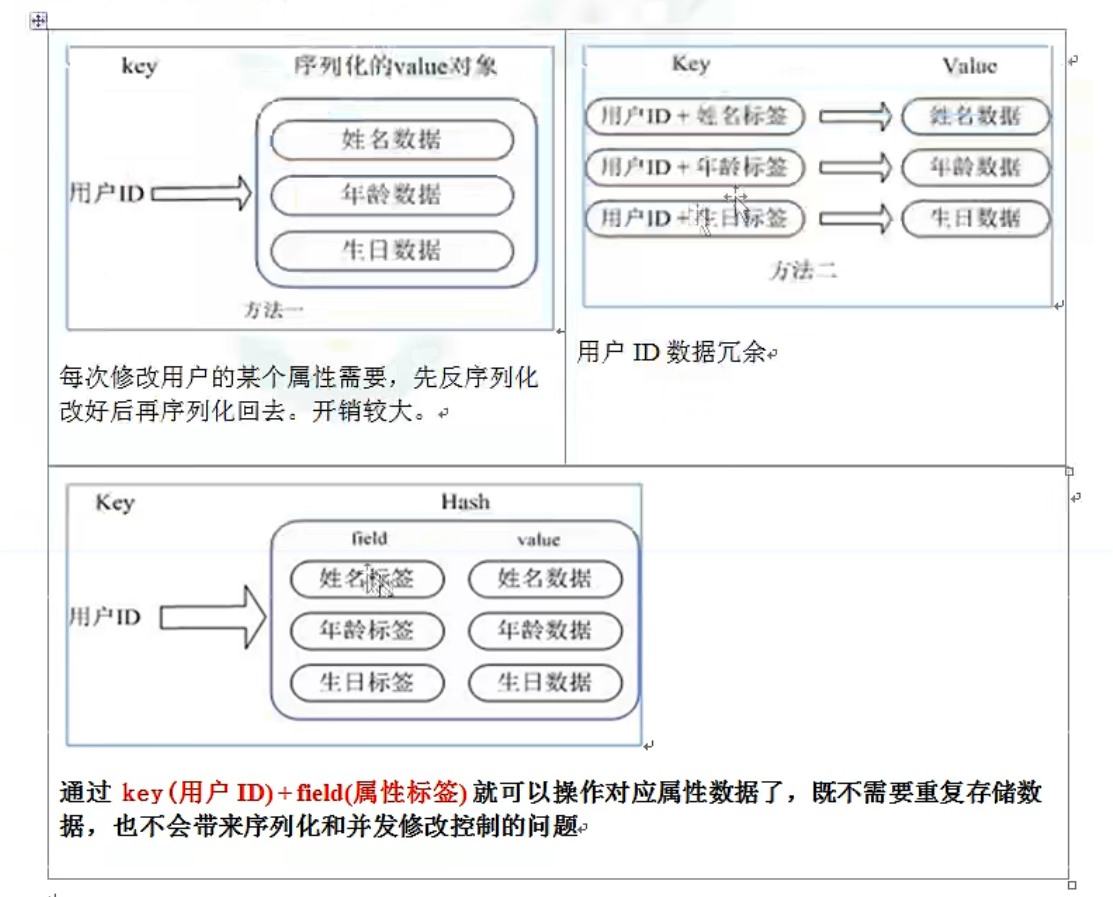 key 序列化的value对象
用户ID
姓名数据
年龄数据
生日数据
方法一
每次修改用户的某个属性需要，先反序列化
改好后再序列化回去。开销较大。
Key Value
用户ID + 姓名标签 姓名数据
用户ID + 年龄标签 年龄数据
用户ID + 生日标签 生日数据
方法二
用户 ID 数据冗余
Key Hash
field value
用户ID
姓名标签 姓名数据
年龄标签 年龄数据
生日标签 生日数据
通过 key(用户 ID) + field(属性标签) 就可以操作对应属性数据了，既不需要重复存储数
据，也不会带来序列化和并发修改控制的问题